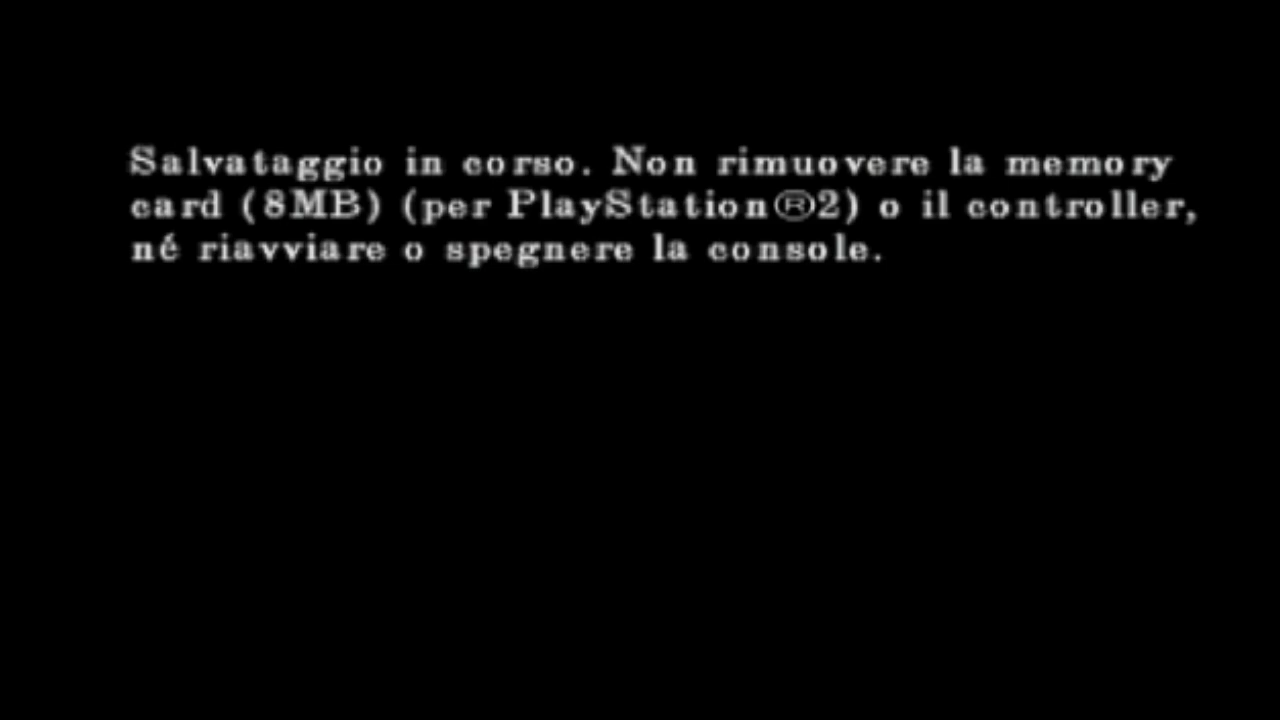 Salvataggio in corso. Non rimuovere la memory
card (8MB) (per PlayStation®2) o il controller,
né riavviare o spegnere la console.